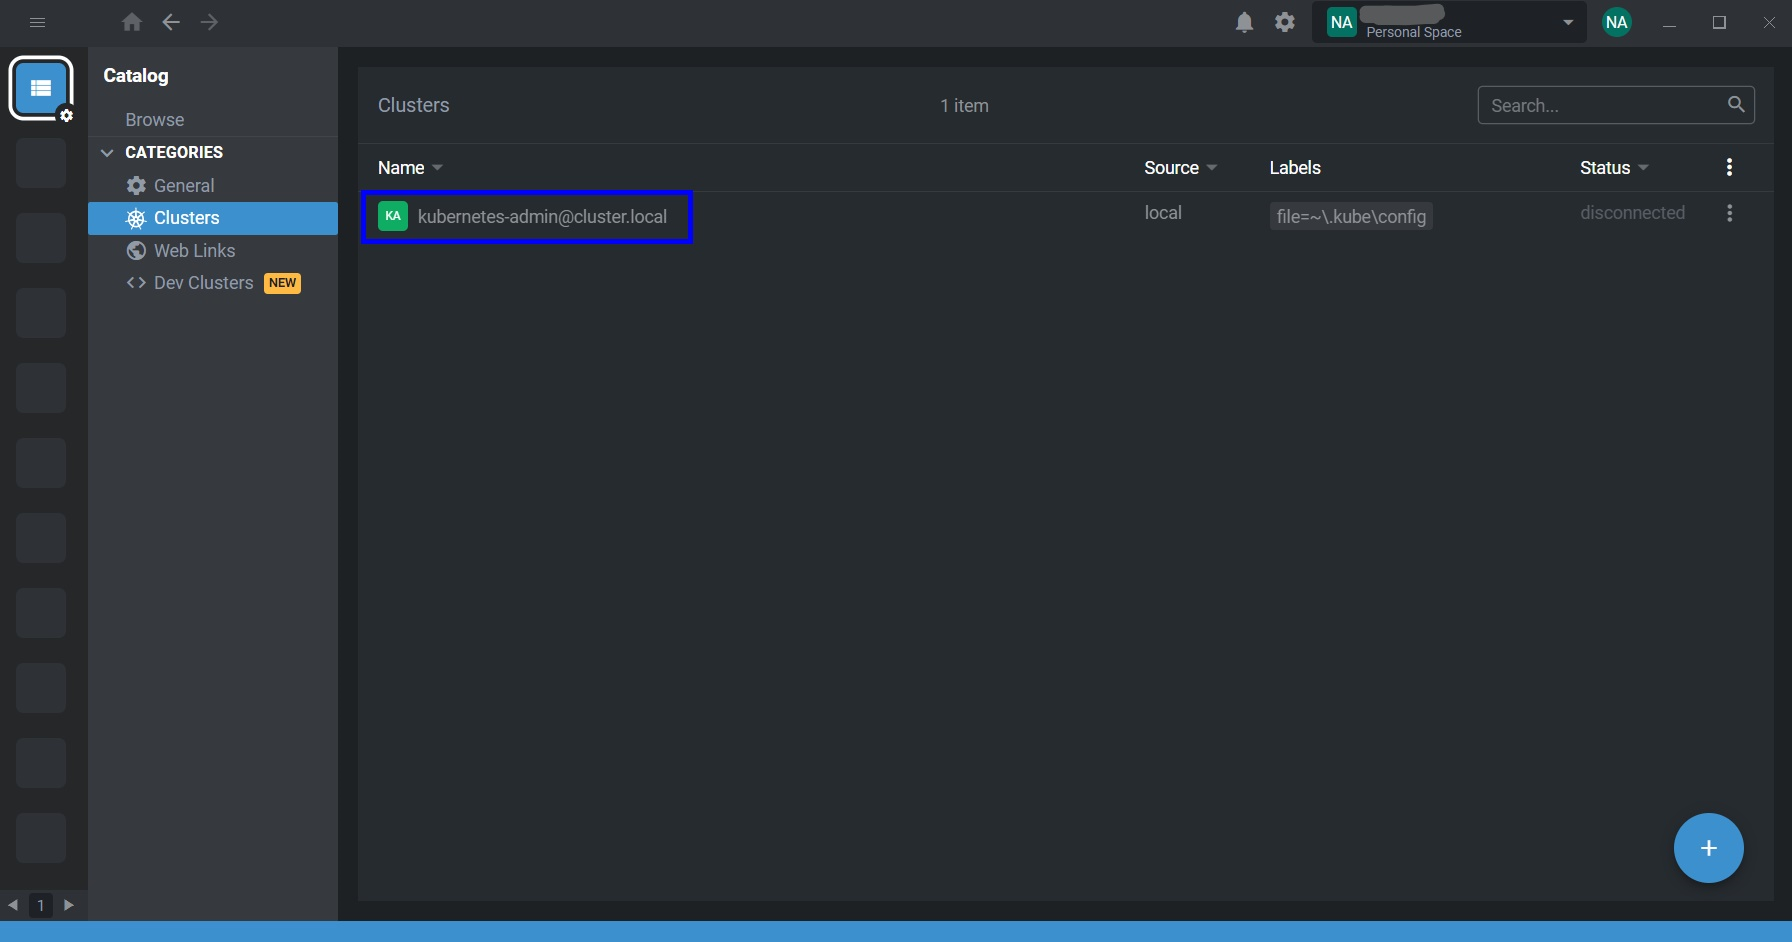 NA
Personal Space
NA
Catalog
Browse
CATEGORIES
General
Clusters
Web Links
Dev Clusters NEW
Clusters
1 item
Search...
Name
Source
Labels
Status
KA kubernetes-admin@cluster.local
local
file=~\.kube\config
disconnected
+
1